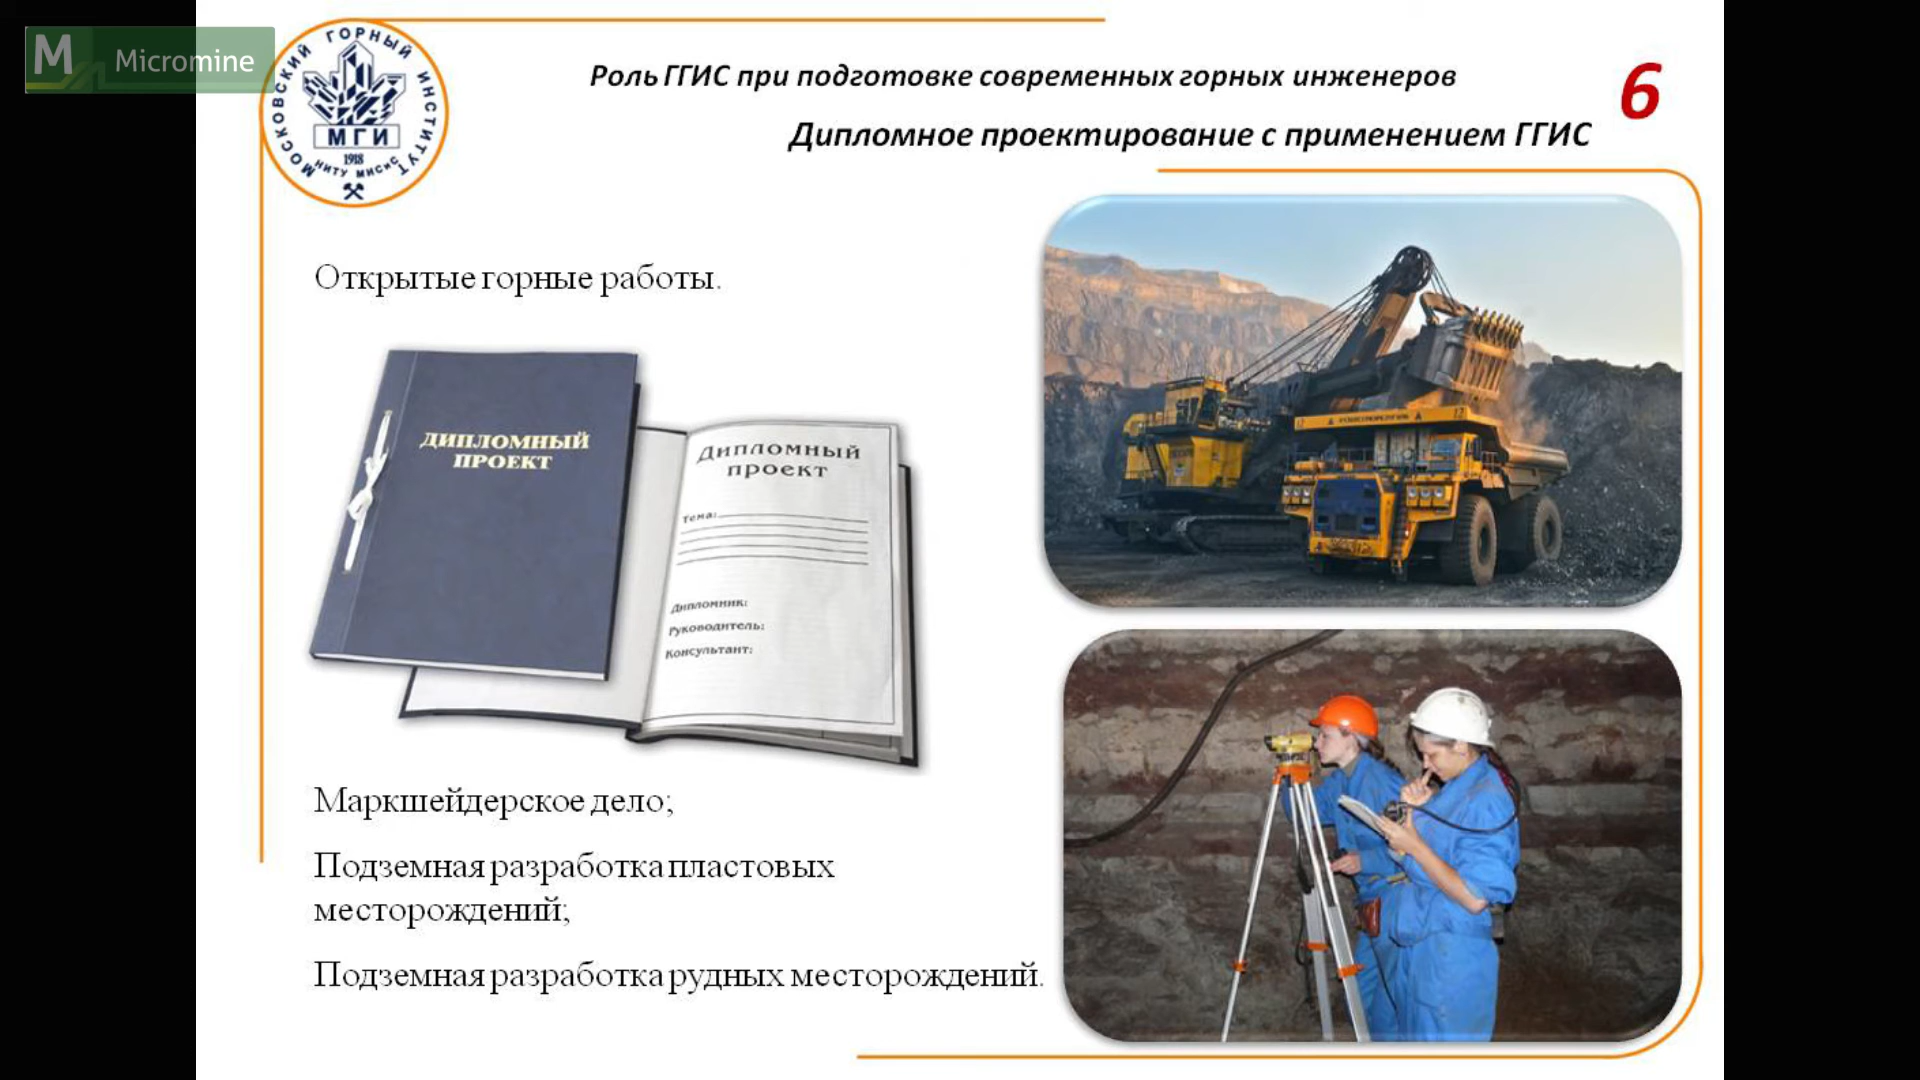 M Micromine
МОСКОВСКИЙ ГОРНЫЙ ИНСТИТУТ
МГИ
1918
НИТУ МИСиС
Роль ГГИС при подготовке современных горных инженеров
6
Дипломное проектирование с применением ГГИС
Открытые горные работы.
ДИПЛОМНЫЙ
ПРОЕКТ
Дипломный
проект
Тема:
Дипломник:
Руководитель:
Консультант:
Маркшейдерское дело;
Подземная разработка пластовых
месторождений;
Подземная разработка рудных месторождений.